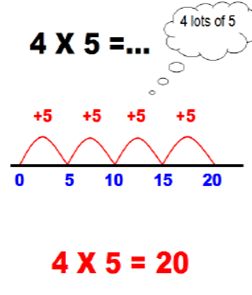 4 lots of 5
4 X 5 =...
+5 +5 +5 +5
0 5 10 15 20
4 X 5 = 20